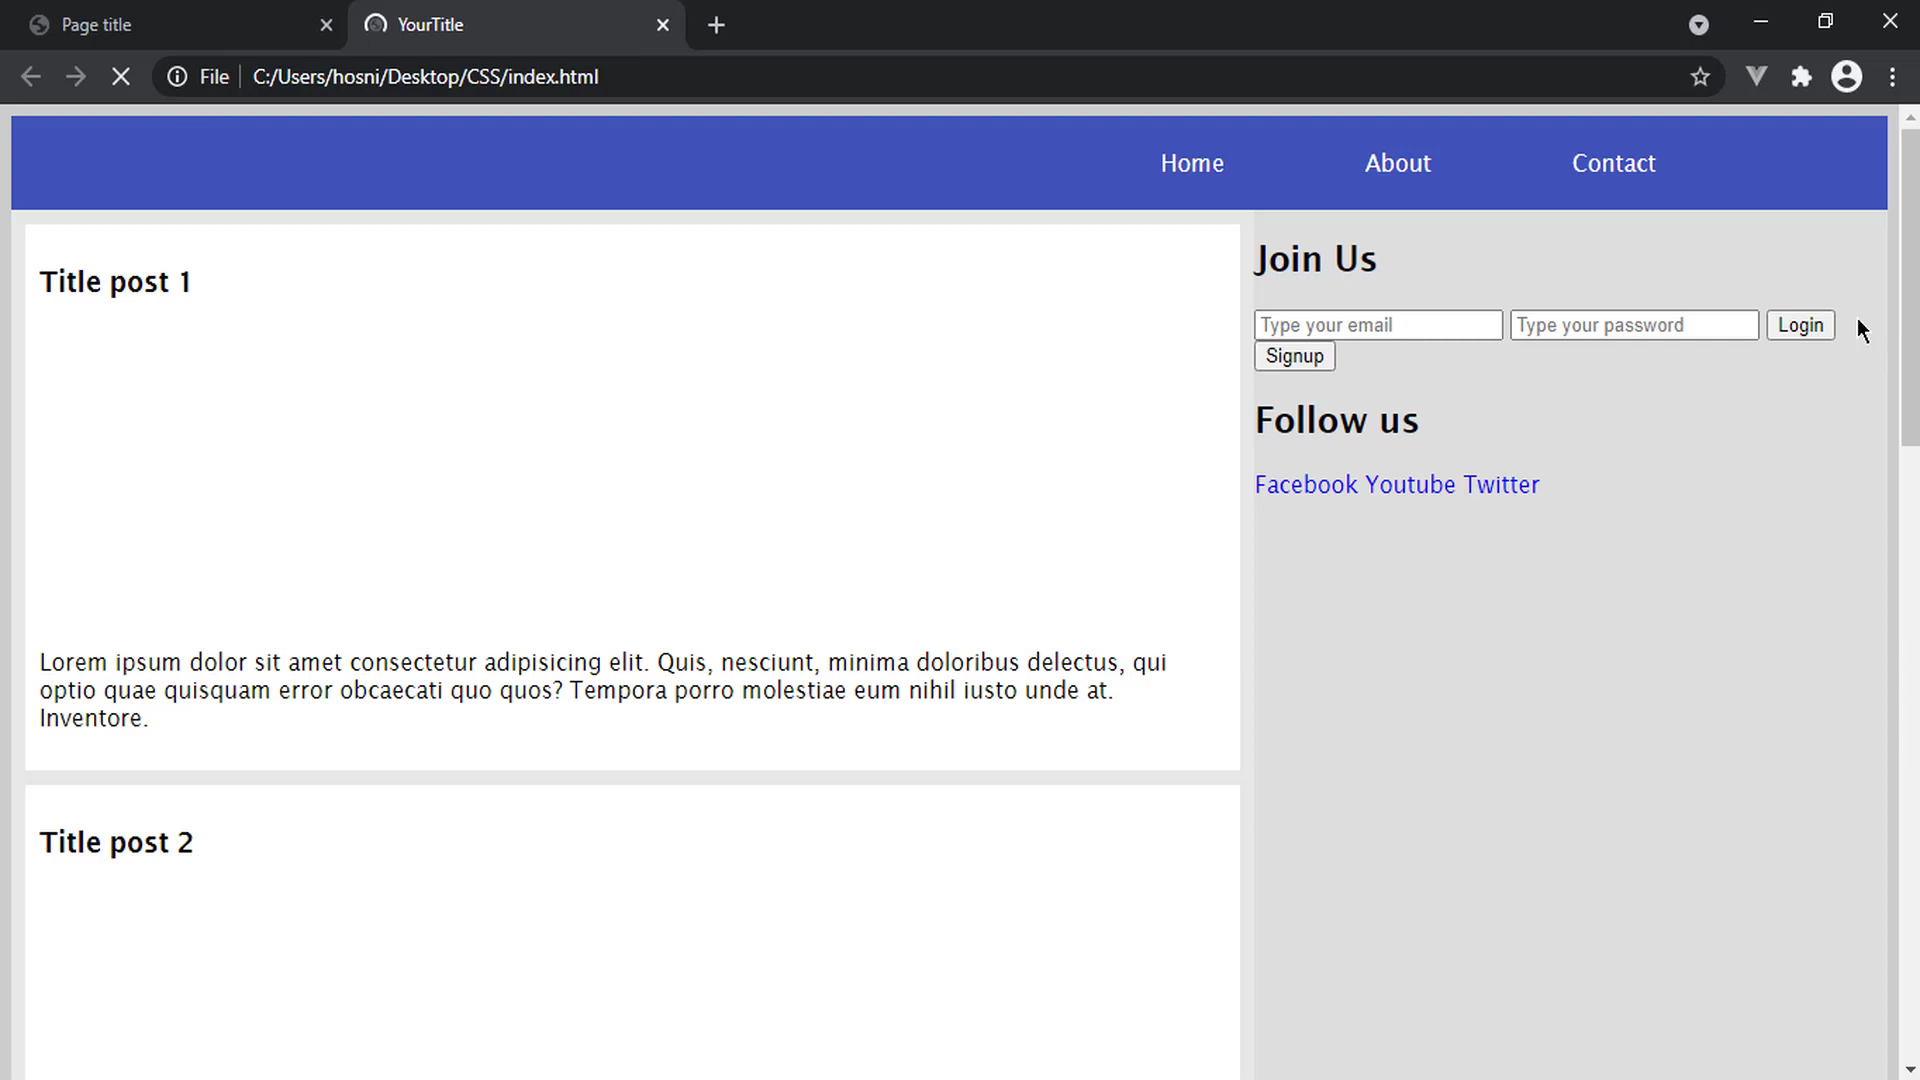 Page title
YourTitle
File
C:/Users/hosni/Desktop/CSS/index.html
Home
About
Contact
Title post 1
Lorem ipsum dolor sit amet consectetur adipisicing elit. Quis, nesciunt, minima doloribus delectus, qui
optio quae quisquam error obcaecati quo quos? Tempora porro molestiae eum nihil iusto unde at.
Inventore.
Title post 2
Join Us
Type your email
Type your password
Login
Signup
Follow us
Facebook Youtube Twitter